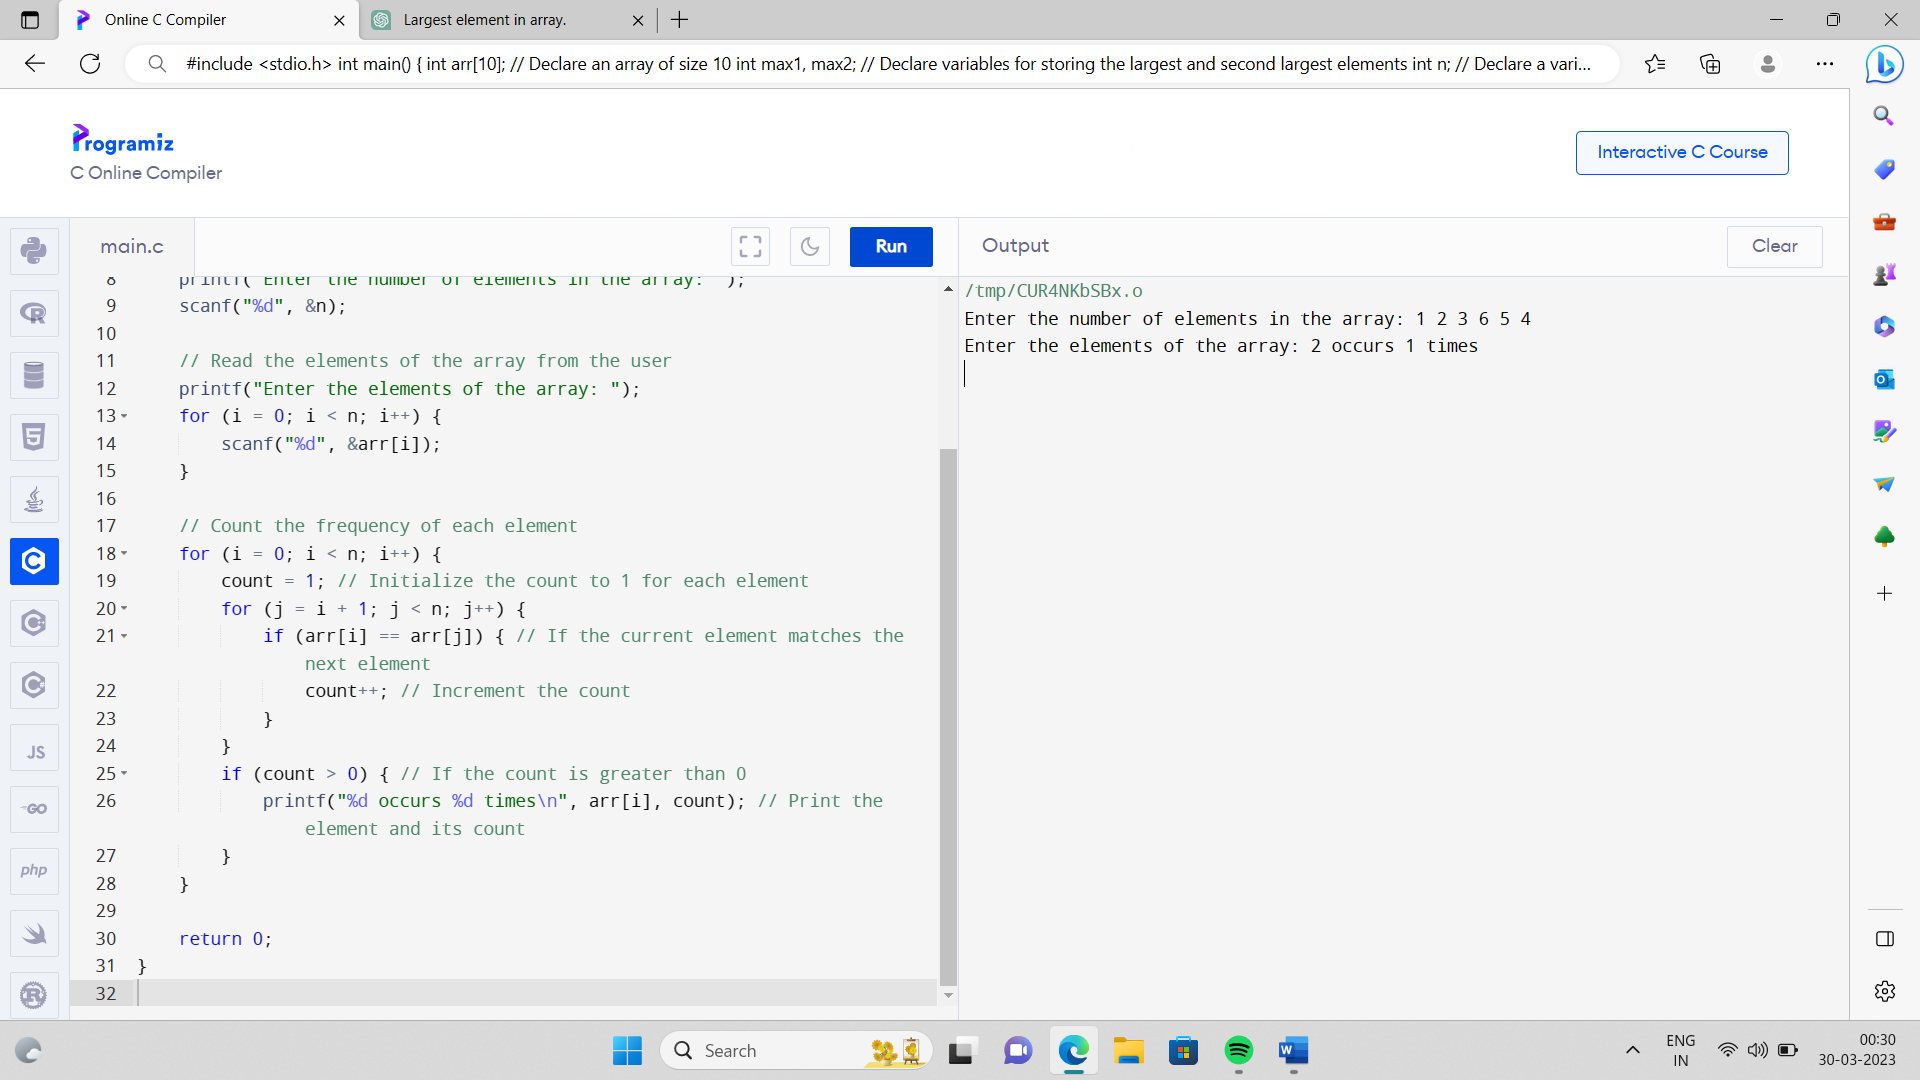 Online C Compiler
Largest element in array.
#include <stdio.h> int main() { int arr[10]; // Declare an array of size 10 int max1, max2; // Declare variables for storing the largest and second largest elements int n; // Declare a vari...
Programiz
C Online Compiler
Interactive C Course
main.c
Run
Output
Clear
8 printf("Enter the number of elements in the array: ");
9 scanf("%d", &n);
10
11 // Read the elements of the array from the user
12 printf("Enter the elements of the array: ");
13 for (i = 0; i < n; i++) {
14 scanf("%d", &arr[i]);
15 }
16
17 // Count the frequency of each element
18 for (i = 0; i < n; i++) {
19 count = 1; // Initialize the count to 1 for each element
20 for (j = i + 1; j < n; j++) {
21 if (arr[i] == arr[j]) { // If the current element matches the
next element
22 count++; // Increment the count
23 }
24 }
25 if (count > 0) { // If the count is greater than 0
26 printf("%d occurs %d times\n", arr[i], count); // Print the
element and its count
27 }
28 }
29
30 return 0;
31 }
32
/tmp/CUR4NKbSBx.o
Enter the number of elements in the array: 1 2 3 6 5 4
Enter the elements of the array: 2 occurs 1 times
R
5
C
C
JS
GO
php
R
Search
W
ENG
IN
00:30
30-03-2023